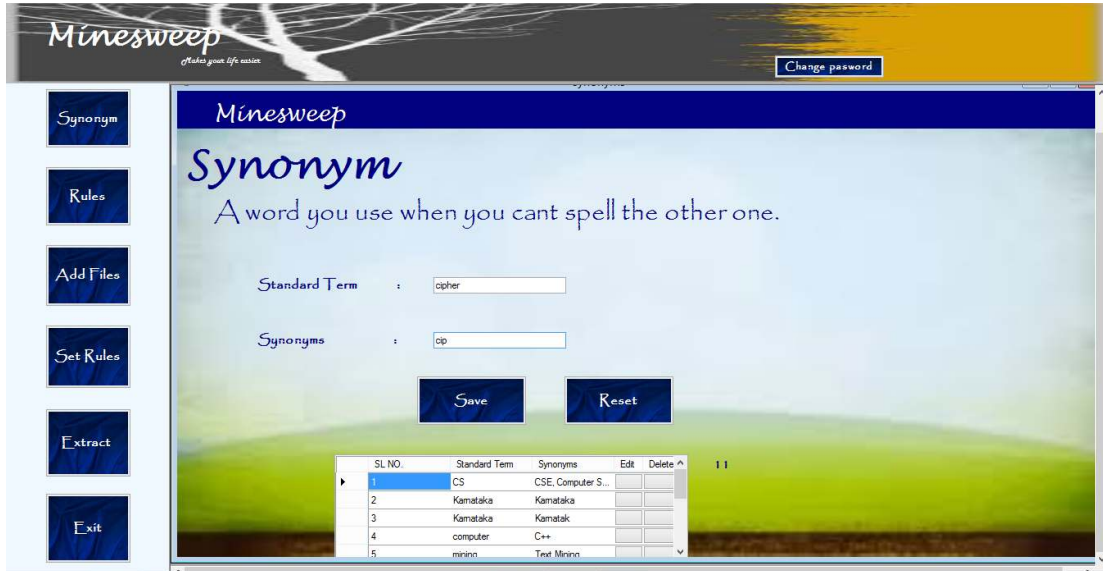 Minesweep
Makes your life easier
Change pasword
Synonym
Rules
Add Files
Set Rules
Extract
Exit
Minesweep
Synonym
A word you use when you cant spell the other one.
Standard Term : cipher
Synonyms : cip
Save Reset
SL NO. Standard Term Synonyms Edit Delete
1 CS CSE, Computer S...
2 Karnataka Karnataka
3 Karnataka Karnatak
4 computer C++
5 mining Text Mining
11